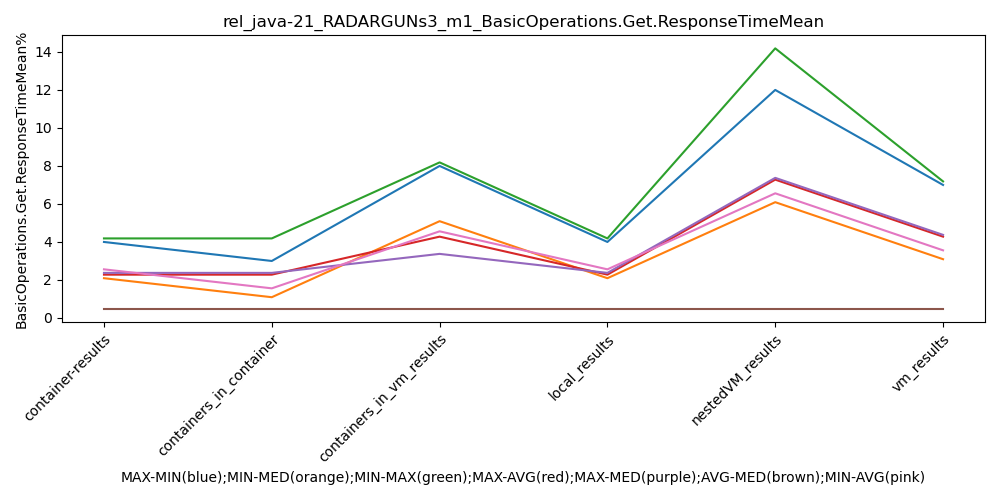 rel_java-21_RADARGUNs3_m1_BasicOperations.Get.ResponseTimeMean
BasicOperations.Get.ResponseTimeMean%
14
12
10
8
6
4
2
0
container-results
containers_in_container
containers_in_vm_results
local_results
nestedVM_results
vm_results
MAX-MIN(blue);MIN-MED(orange);MIN-MAX(green);MAX-AVG(red);MAX-MED(purple);AVG-MED(brown);MIN-AVG(pink)